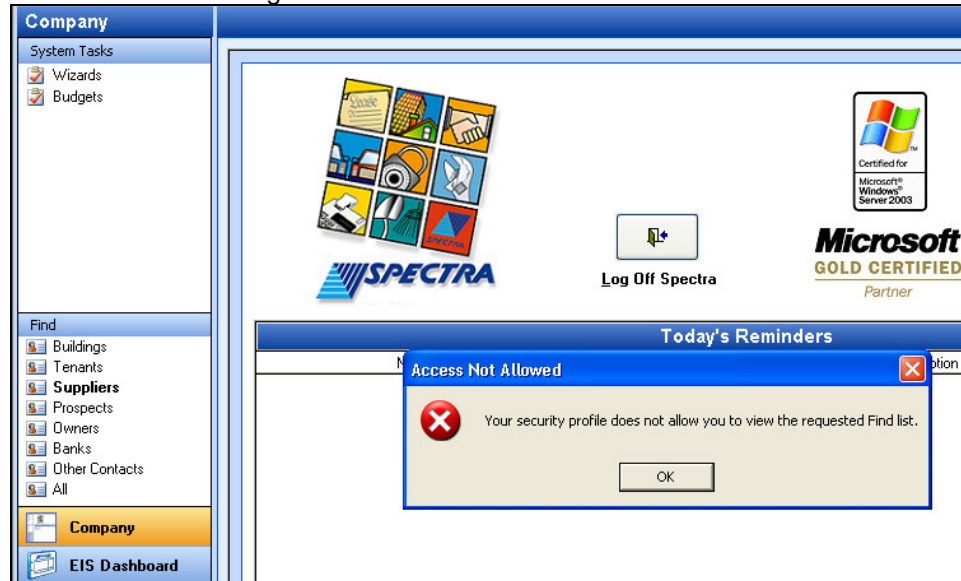 Company
System Tasks
Wizards
Budgets
SPECTRA
Log Off Spectra
Certified for
Microsoft®
Windows®
Server 2003
Microsoft
GOLD CERTIFIED
Partner
Find
Buildings
Tenants
Suppliers
Prospects
Owners
Banks
Other Contacts
All
Company
EIS Dashboard
Today's Reminders
Access Not Allowed
Your security profile does not allow you to view the requested Find list.
OK